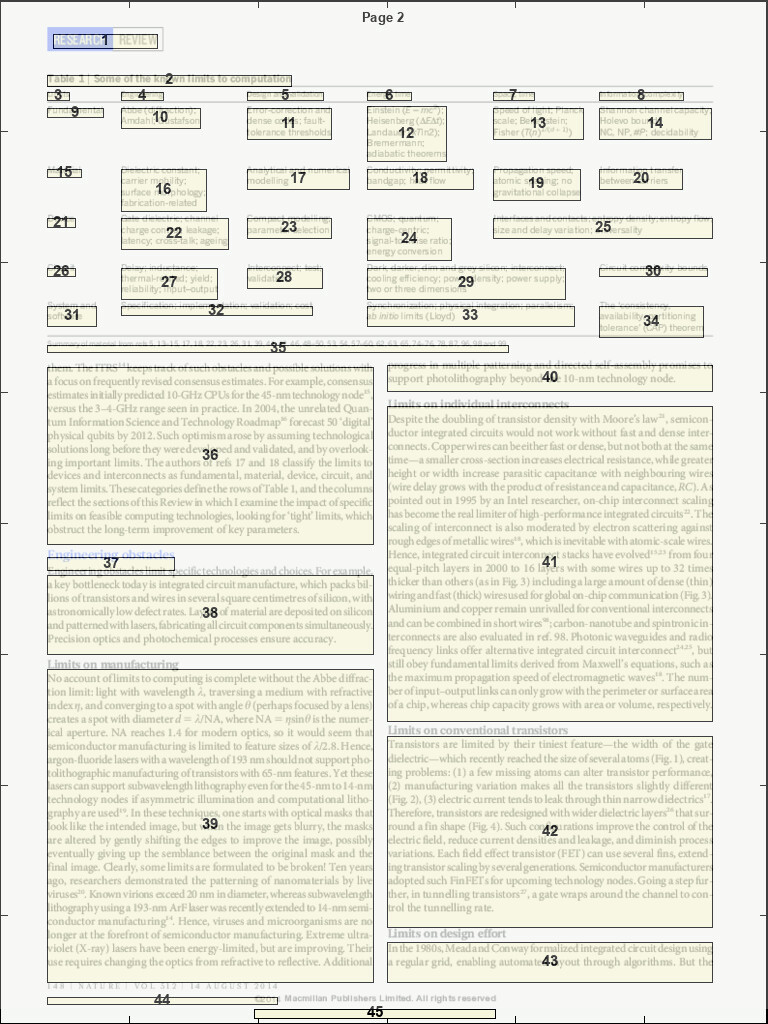 Page 2
RESEARCH REVIEW
1
Table 1 | Some of the known limits to computation
2
3 4 5 6 7 8
9
Abbe (diffraction);
Amdahl; Gustafson
10
Error-correction and
dense codes; fault-
tolerance thresholds
11
Einstein (E = mc²);
Heisenberg (ΔEΔt);
Landauer (kTln2);
Bremermann;
adiabatic theorems
12
Speed of light; Planck
scale; Bekenstein;
13
Shannon channel capacity;
Holevo bound;
NC, NP, #P; decidability
14
15
Dielectric constant;
carrier mobility;
surface morphology;
fabrication-related
16
Analytical and numerical
modelling
17
Conductivity; permittivity;
bandgap; heat flow
18
Propagation speed;
atomic spacing; no
gravitational collapse
19
Information transfer
between carriers
20
21
Gate dielectric; channel
charge control; leakage;
latency; cross-talk; ageing
22
Compact modelling;
parameter selection
23
CMOS; quantum;
charge-centric;
signal-to-noise ratio;
energy conversion
24
Interfaces and contacts; entropy density; entropy flow;
size and delay variation; universality
25
26
Delay; inductance;
thermal-related; yield;
reliability; input–output
27
Interconnect; test;
validation
28
Dark, darker, dim and grey silicon; interconnect;
cooling efficiency; power density; power supply;
two or three dimensions
29
Circuit complexity bounds
30
System and
software
31
Specification; implementation; validation; cost
32
Synchronization; physical integration; parallelism;
ab initio limits (Lloyd)
33
The 'consistency,
availability, partitioning
tolerance' (CAP) theorem
34
35
them. The ITRS keeps track of such obstacles and possible solutions with
a focus on frequently revised consensus estimates. For example, consensus
estimates initially predicted 10-GHz CPUs for the 45-nm technology node,
versus the 3–4-GHz range seen in practice. In 2004, the unrelated Quan-
tum Information Science and Technology Roadmap forecast 50 'digital'
physical qubits by 2012. Such optimism arose by assuming technological
solutions long before they were developed and validated, and by overlook-
ing important limits. The authors of refs 17 and 18 classify the limits to
devices and interconnects as fundamental, material, device, circuit, and
system limits. These categories define the rows of Table 1, and the columns
reflect the sections of this Review in which I examine the impact of specific
limits on feasible computing technologies, looking for 'tight' limits, which
obstruct the long-term improvement of key parameters.
36
Engineering obstacles
37
Engineering obstacles limit specific technologies and choices. For example,
a key bottleneck today is integrated circuit manufacture, which packs bil-
lions of transistors and wires in several square centimetres of silicon, with
astronomically low defect rates. Layers of material are deposited on silicon
and patterned with lasers, fabricating all circuit components simultaneously.
Precision optics and photochemical processes ensure accuracy.
38
Limits on manufacturing
No account of limits to computing is complete without the Abbe diffrac-
tion limit: light with wavelength λ, traversing a medium with refractive
index η, and converging to a spot with angle θ (perhaps focused by a lens)
creates a spot with diameter d = λ/NA, where NA = ηsinθ is the numer-
ical aperture. NA reaches 1.4 for modern optics, so it would seem that
semiconductor manufacturing is limited to feature sizes of λ/2.8. Hence,
argon-fluoride lasers with a wavelength of 193 nm should not support pho-
tolithographic manufacturing of transistors with 65-nm features. Yet these
lasers can support subwavelength lithography even for the 45-nm to 14-nm
technology nodes if asymmetric illumination and computational litho-
graphy are used. In these techniques, one starts with optical masks that
look like the intended image, but when the image gets blurry, the masks
are altered by gently shifting the edges to improve the image, possibly
eventually giving up the semblance between the original mask and the
final image. Clearly, some limits are formulated to be broken! Ten years
ago, researchers demonstrated the patterning of nanomaterials by live
viruses. Known virions exceed 20 nm in diameter, whereas subwavelength
lithography using a 193-nm ArF laser was recently extended to 14-nm semi-
conductor manufacturing. Hence, viruses and microorganisms are no
longer at the forefront of semiconductor manufacturing. Extreme ultra-
violet (X-ray) lasers have been energy-limited, but are improving. Their
use requires changing the optics from refractive to reflective. Additional
39
progress in multiple patterning and directed self-assembly promises to
support photolithography beyond the 10-nm technology node.
40
Limits on individual interconnects
Despite the doubling of transistor density with Moore's law, semicon-
ductor integrated circuits would not work without fast and dense inter-
connects. Copper wires can be either fast or dense, but not both at the same
time—a smaller cross-section increases electrical resistance, while greater
height or width increase parasitic capacitance with neighbouring wires
(wire delay grows with the product of resistance and capacitance, RC). As
pointed out in 1995 by an Intel researcher, on-chip interconnect scaling
has become the real limiter of high-performance integrated circuits. The
scaling of interconnect is also moderated by electron scattering against
rough edges of metallic wires, which is inevitable with atomic-scale wires.
Hence, integrated circuit interconnect stacks have evolved from four
equal-pitch layers in 2000 to 16 layers with some wires up to 32 times
thicker than others (as in Fig. 3) including a large amount of dense (thin)
wiring and fast (thick) wires used for global on-chip communication (Fig. 3).
Aluminium and copper remain unrivalled for conventional interconnects
and can be combined in short wires; carbon-nanotube and spintronic in-
terconnects are also evaluated in ref. 98. Photonic waveguides and radio
frequency links offer alternative integrated circuit interconnect, but
still obey fundamental limits derived from Maxwell's equations, such as
the maximum propagation speed of electromagnetic waves. The num-
ber of input–output links can only grow with the perimeter or surface area
of a chip, whereas chip capacity grows with area or volume, respectively.
41
Limits on conventional transistors
Transistors are limited by their tiniest feature—the width of the gate
dielectric—which recently reached the size of several atoms (Fig. 1), creat-
ing problems: (1) a few missing atoms can alter transistor performance,
(2) manufacturing variation makes all the transistors slightly different
(Fig. 2), (3) electric current tends to leak through thin narrow dielectrics.
Therefore, transistors are redesigned with wider dielectric layers that sur-
round a fin shape (Fig. 4). Such configurations improve the control of the
electric field, reduce current densities and leakage, and diminish process
variations. Each field effect transistor (FET) can use several fins, extend-
ing transistor scaling by several generations. Semiconductor manufacturers
adopted such FinFETs for upcoming technology nodes. Going a step fur-
ther, in tunnelling transistors, a gate wraps around the channel to con-
trol the tunnelling rate.
42
Limits on design effort
In the 1980s, Mead and Conway formalized integrated circuit design using
a regular grid, enabling automated layout through algorithms. But the
43
148 | NATURE | VOL 512 | 14 AUGUST 2014
44
©2014 Macmillan Publishers Limited. All rights reserved
45